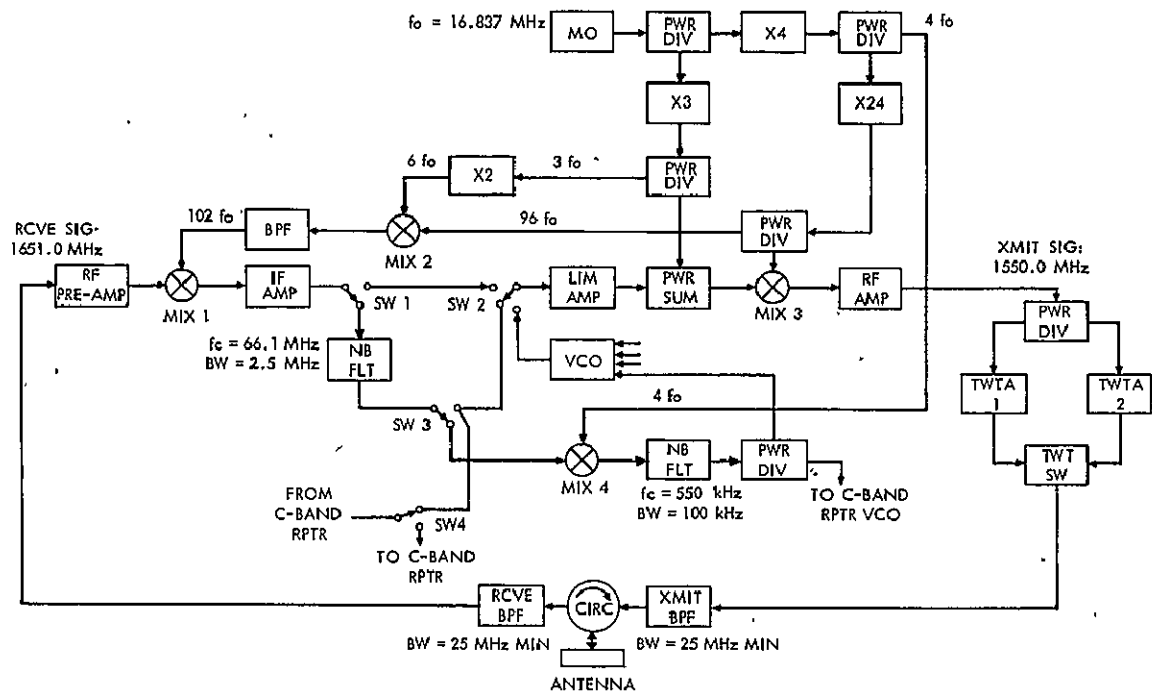 fo = 16.837 MHz
MO
PWR
DIV
X4
PWR
DIV
4 fo
X3
X24
6 fo
X2
3 fo
PWR
DIV
RCVE SIG-
1651.0 MHz
102 fo
BPF
MIX 2
96 fo
PWR
DIV
XMIT SIG:
1550.0 MHz
RF
PRE-AMP
MIX 1
IF
AMP
SW 1
SW 2
LIM
AMP
PWR
SUM
MIX 3
RF
AMP
PWR
DIV
fc = 66.1 MHz
BW = 2.5 MHz
NB
FLT
VCO
TWTA
1
TWTA
2
4 fo
SW 3
MIX 4
NB
FLT
PWR
DIV
TWT
SW
fc = 550 kHz
BW = 100 kHz
TO C-BAND
RPTR VCO
FROM
C-BAND
RPTR
SW4
TO C-BAND
RPTR
RCVE
BPF
CIRC
XMIT
BPF
BW = 25 MHz MIN
BW = 25 MHz MIN
ANTENNA